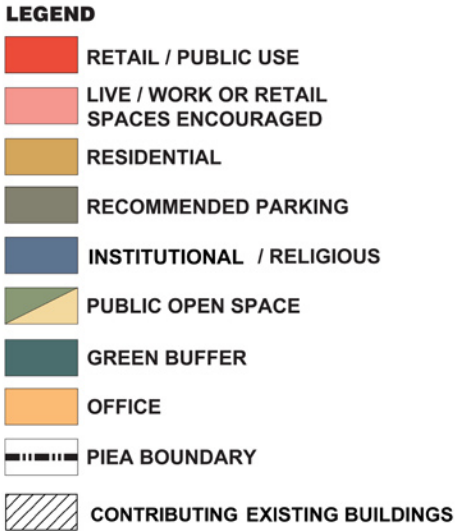 LEGEND
RETAIL / PUBLIC USE
LIVE / WORK OR RETAIL
SPACES ENCOURAGED
RESIDENTIAL
RECOMMENDED PARKING
INSTITUTIONAL / RELIGIOUS
PUBLIC OPEN SPACE
GREEN BUFFER
OFFICE
PIEA BOUNDARY
CONTRIBUTING EXISTING BUILDINGS